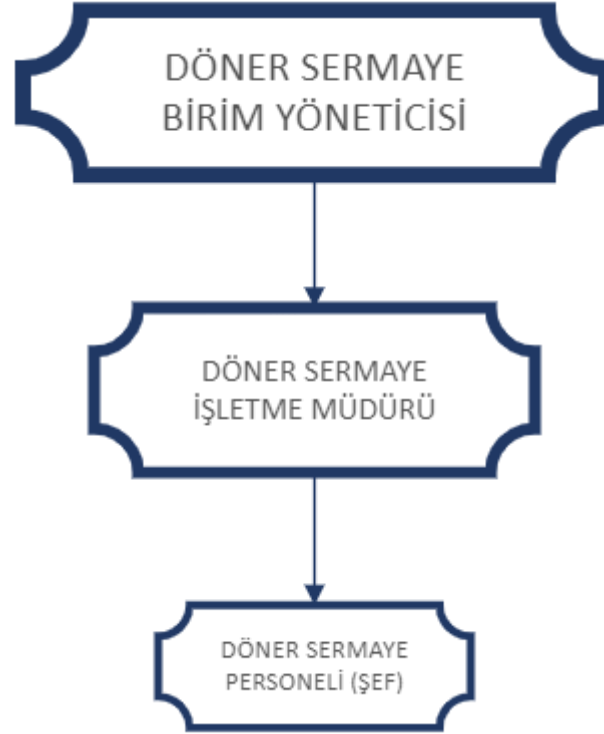 DÖNER SERMAYE
BİRİM YÖNETİCİSİ
DÖNER SERMAYE
İŞLETME MÜDÜRÜ
DÖNER SERMAYE
PERSONELİ (ŞEF)